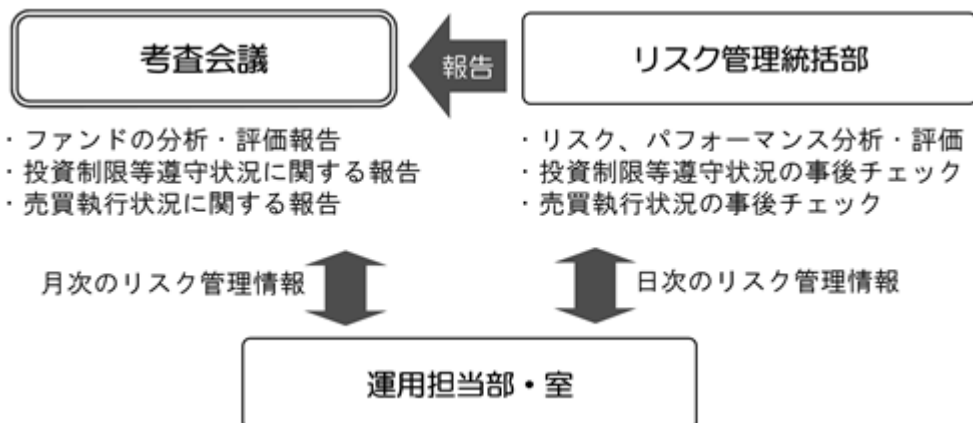 考査会議
報告
リスク管理統括部
・ファンドの分析・評価報告
・投資制限等遵守状況に関する報告
・売買執行状況に関する報告
・リスク、パフォーマンス分析・評価
・投資制限等遵守状況の事後チェック
・売買執行状況の事後チェック
月次のリスク管理情報
日次のリスク管理情報
運用担当部・室